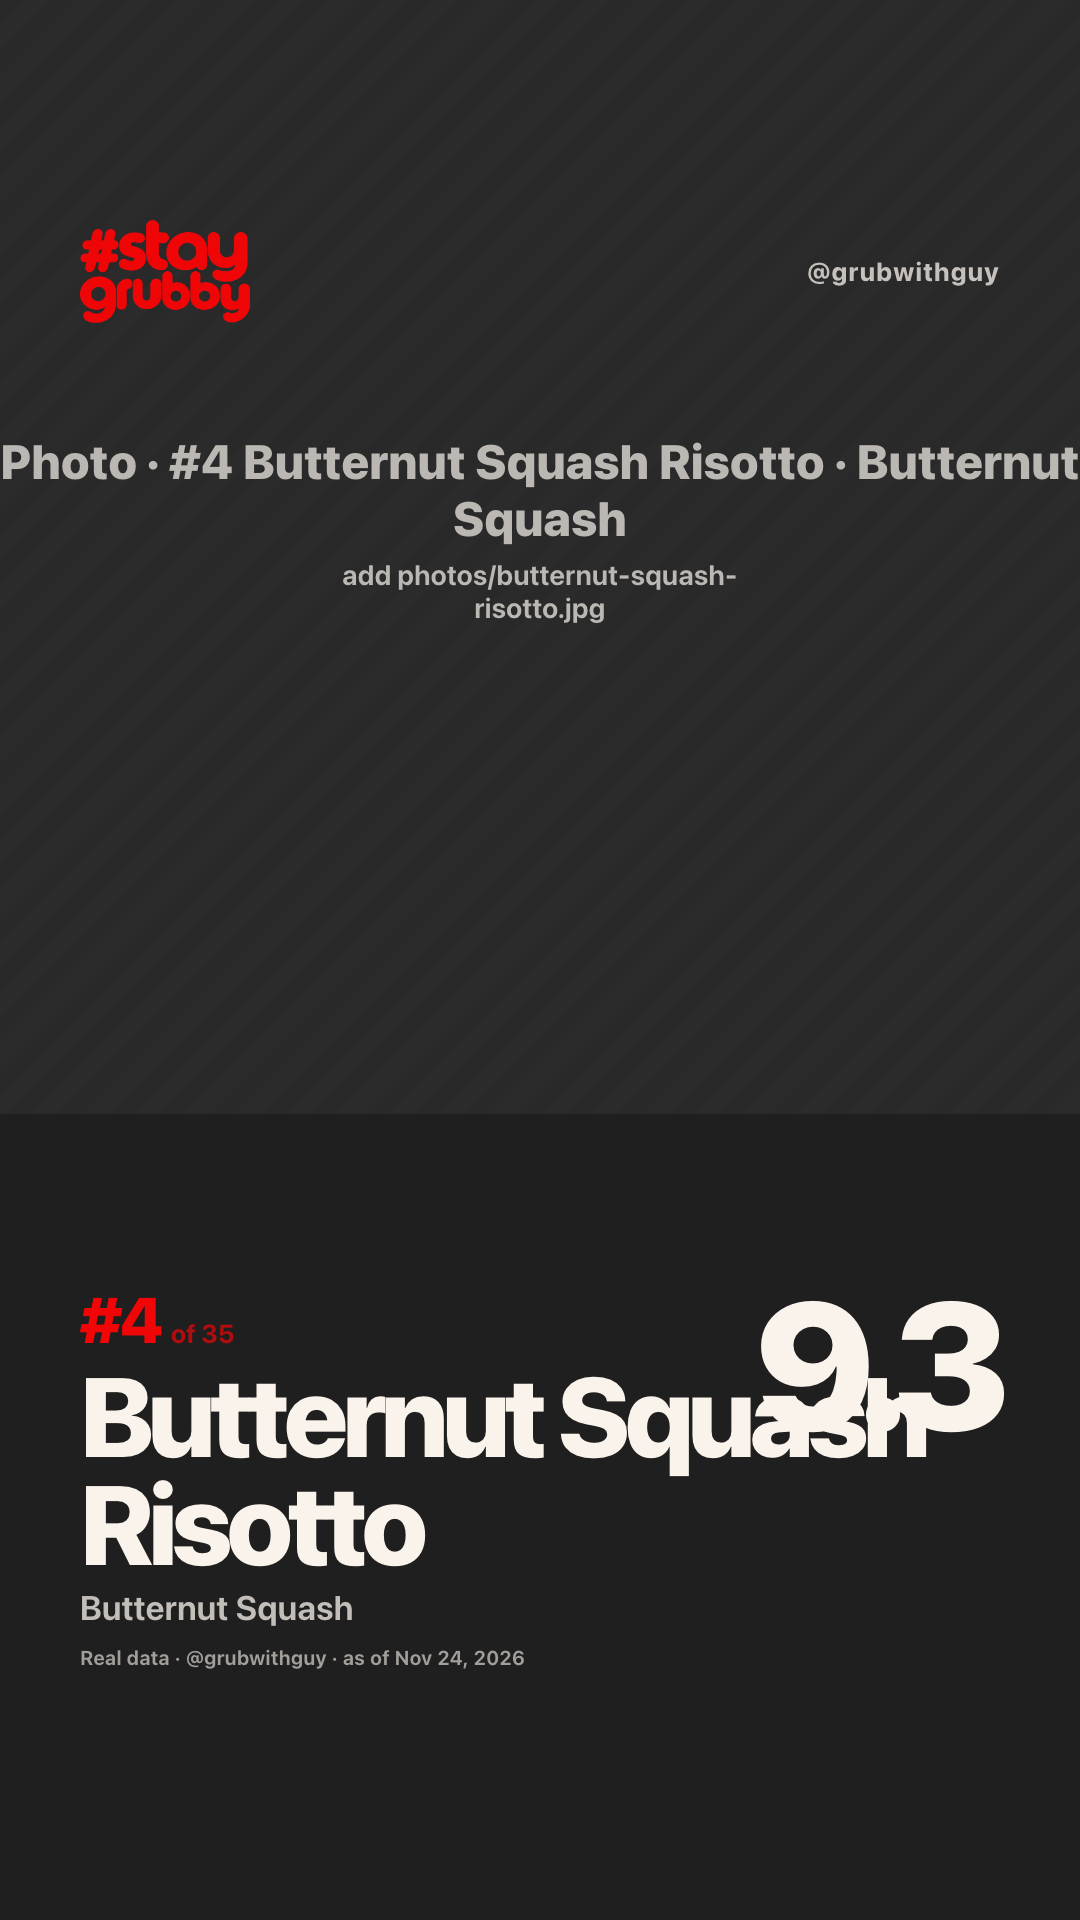 #stay
grubby
@grubwithguy
Photo · #4 Butternut Squash Risotto · Butternut
Squash
add photos/butternut-squash-
risotto.jpg
#4 of 35
9.3
Butternut Squash
Risotto
Butternut Squash
Real data · @grubwithguy · as of Nov 24, 2026